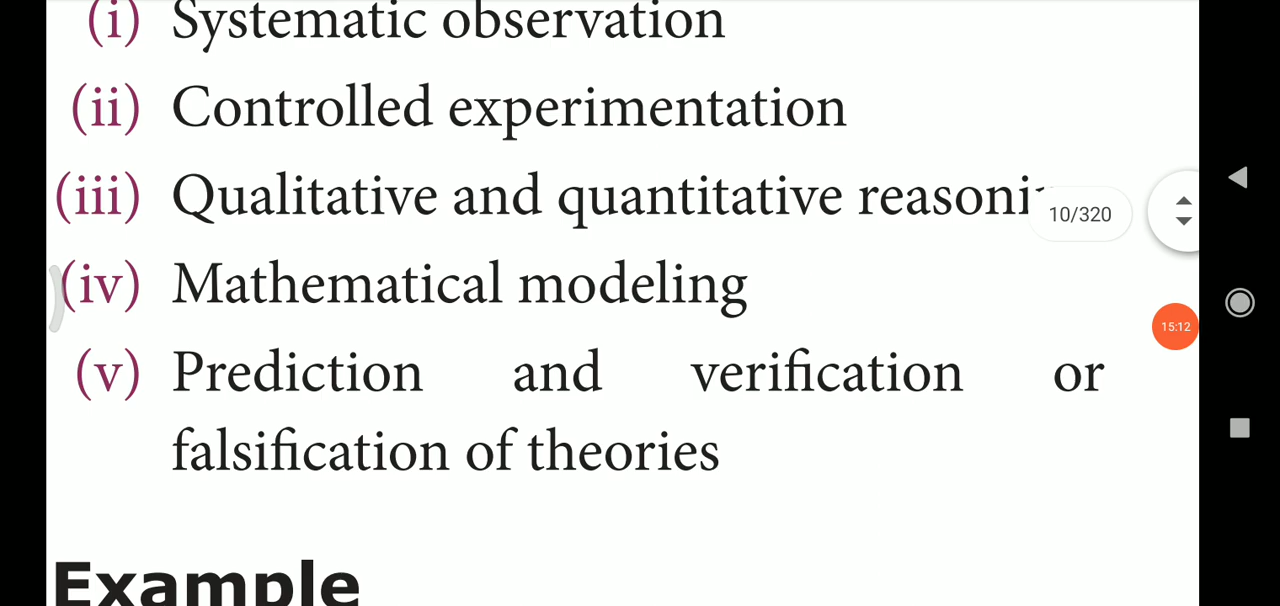 (i) Systematic observation
(ii) Controlled experimentation
(iii) Qualitative and quantitative
10/320
(iv) Mathematical modeling
15:12
(v) Prediction and verification or
falsification of theories
Example